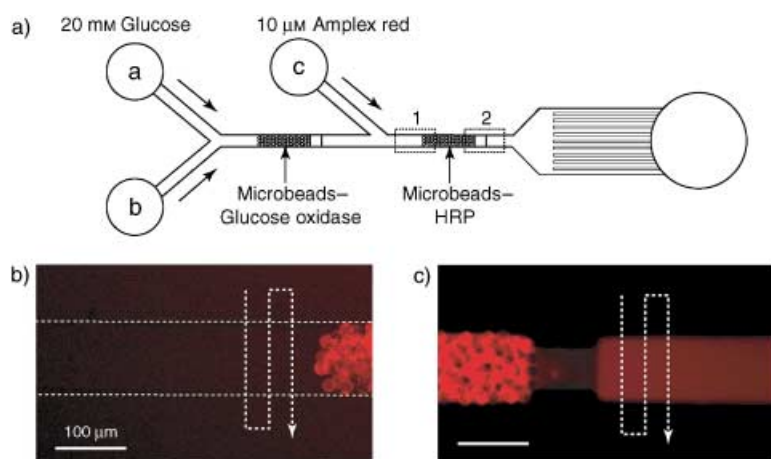 a)
20 mM Glucose
10 μM Amplex red
a
c
1
2
b
Microbeads–
Glucose oxidase
Microbeads–
HRP
b)
c)
100 μm